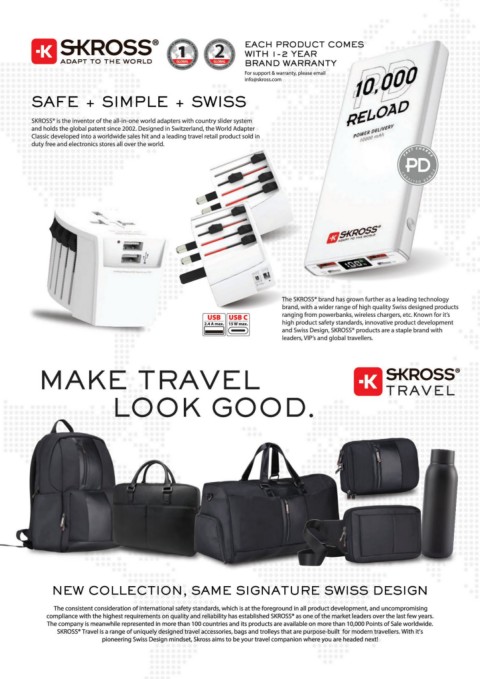 SKROSS®
ADAPT TO THE WORLD
1
2
EACH PRODUCT COMES
WITH 1-2 YEAR
BRAND WARRANTY
For support & warranty, please email
info@skross.com
SAFE + SIMPLE + SWISS
SKROSS® is the inventor of the all-in-one world adapters with country slider system
and holds the global patent since 2002. Designed in Switzerland, the World Adapter
Classic developed into a worldwide sales hit and a leading travel retail product sold in
duty free and electronics stores all over the world.
10,000
RELOAD
POWER DELIVERY
PD
SKROSS®
ADAPT TO THE WORLD
USB
2.4 A max.
USB C
15 W max.
The SKROSS® brand has grown further as a leading technology
brand, with a wider range of high quality Swiss designed products
ranging from powerbanks, wireless chargers, etc. Known for it's
high product safety standards, innovative product development
and Swiss Design, SKROSS® products are a staple brand with
leaders, VIP's and global travellers.
MAKE TRAVEL
LOOK GOOD.
SKROSS®
TRAVEL
NEW COLLECTION, SAME SIGNATURE SWISS DESIGN
The consistent consideration of international safety standards, which is at the foreground in all product development, and uncompromising
compliance with the highest requirements on quality and reliability has established SKROSS® as one of the market leaders over the last few years.
The company is meanwhile represented in more than 100 countries and its products are available on more than 10,000 Points of Sale worldwide.
SKROSS® Travel is a range of uniquely designed travel accessories, bags and trolleys that are purpose-built for modern travellers. With it's
pioneering Swiss Design mindset, Skross aims to be your travel companion where you are headed next!